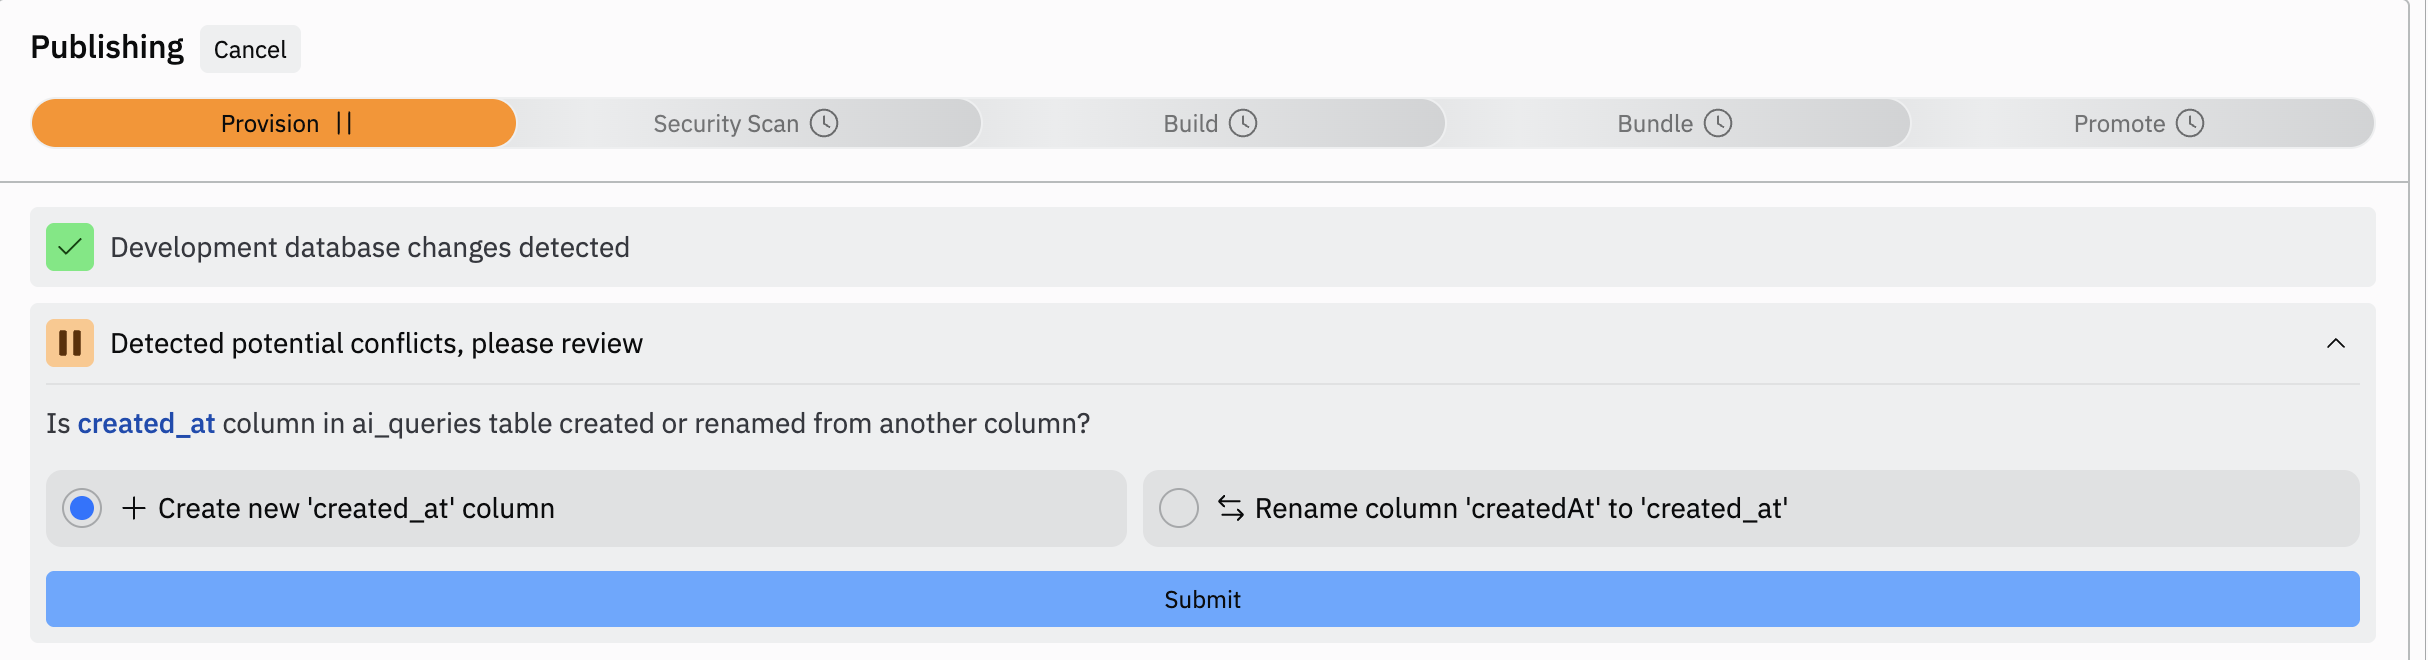 Publishing Cancel
Provision Security Scan Build Bundle Promote
Development database changes detected
Detected potential conflicts, please review
Is created_at column in ai_queries table created or renamed from another column?
Create new 'created_at' column Rename column 'createdAt' to 'created_at'
Submit